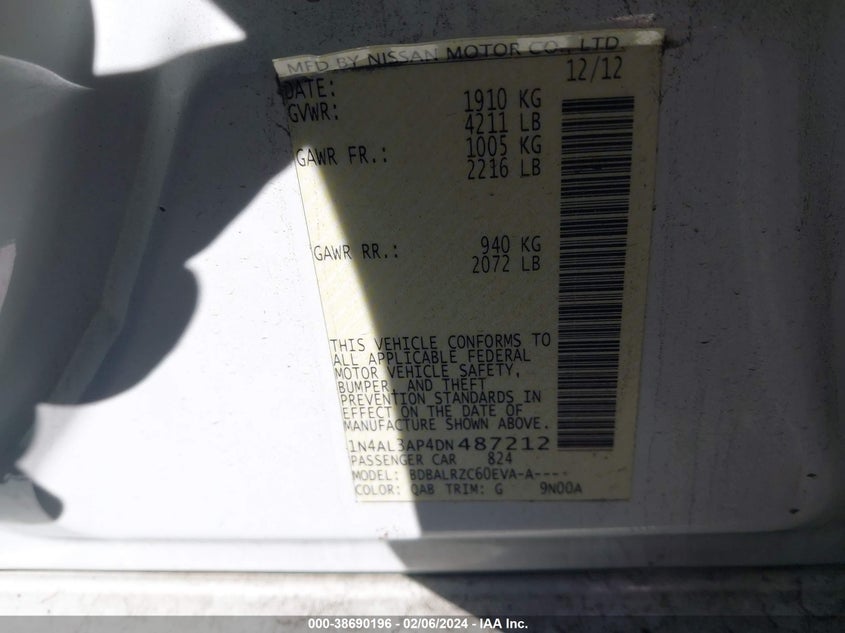 MFD BY NISSAN MOTOR CO., LTD.
DATE: 12/12
GVWR: 1910 KG
4211 LB
GAWR FR.: 1005 KG
2216 LB
GAWR RR.: 940 KG
2072 LB
THIS VEHICLE CONFORMS TO
ALL APPLICABLE FEDERAL
MOTOR VEHICLE SAFETY,
BUMPER, AND THEFT
PREVENTION STANDARDS IN
EFFECT ON THE DATE OF
MANUFACTURE SHOWN ABOVE.
1N4AL3AP4DN487212
PASSENGER CAR 824
MODEL: BDBALRZC60EVA-A----
COLOR: QAB TRIM: G 9N00A
000-38690196 - 02/06/2024 - IAA Inc.